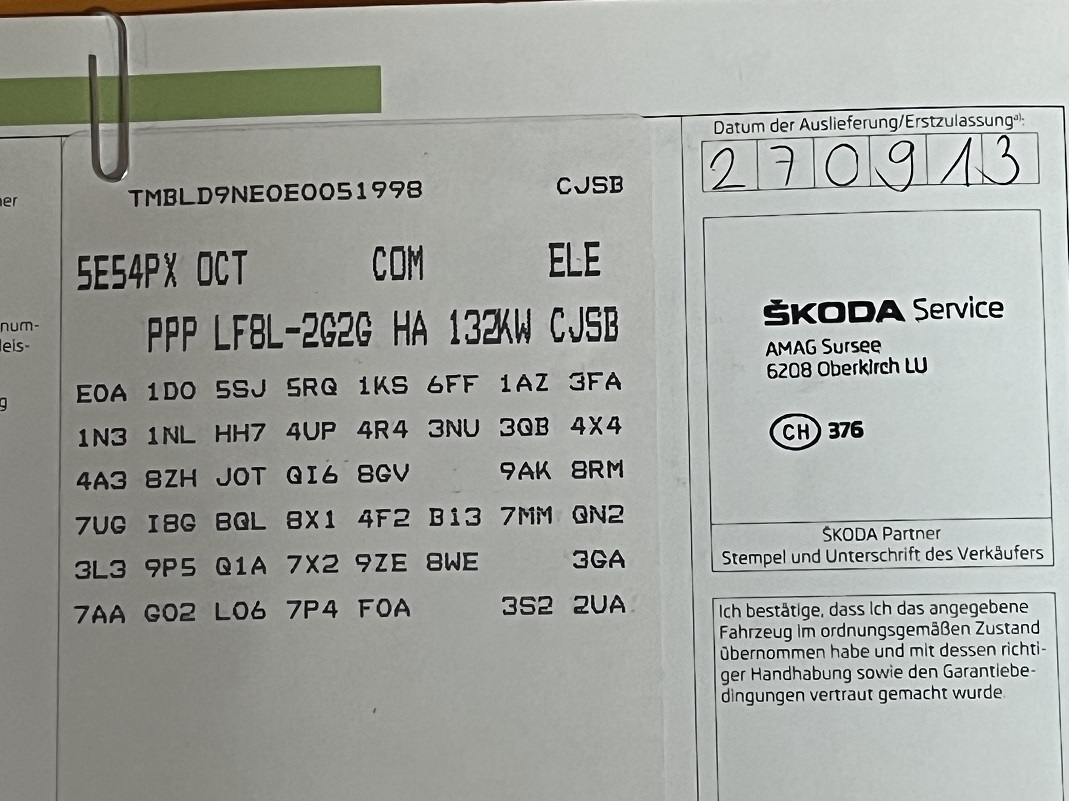 Datum der Auslieferung/Erstzulassung a):
270913
TMBLD9NE0E0051998 CJSB
5E54PX OCT COM ELE
PPP LF8L-2G2G HA 132KW CJSB
E0A 1D0 5SJ 5RQ 1KS 6FF 1AZ 3FA
1N3 1NL HH7 4UP 4R4 3NU 3QB 4X4
4A3 8ZH J0T QI6 8GV 9AK 8RM
7UG I8G 8QL 8X1 4F2 B13 7MM QN2
3L3 9P5 Q1A 7X2 9ZE 8WE 3GA
7AA G02 L06 7P4 F0A 3S2 2UA
num-
ŠKODA Service
AMAG Sursee
6208 Oberkirch LU
CH 376
ŠKODA Partner
Stempel und Unterschrift des Verkäufers
Ich bestätige, dass ich das angegebene
Fahrzeug im ordnungsgemäßen Zustand
übernommen habe und mit dessen richti-
ger Handhabung sowie den Garantiebe-
dingungen vertraut gemacht wurde.